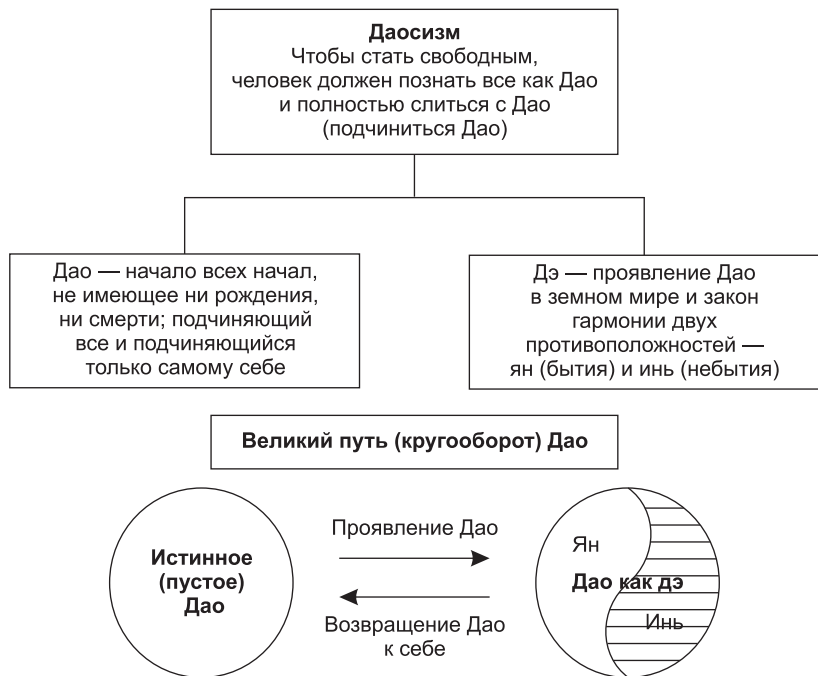 Даосизм
Чтобы стать свободным,
человек должен познать все как Дао
и полностью слиться с Дао
(подчиниться Дао)
Дао — начало всех начал,
не имеющее ни рождения,
ни смерти; подчиняющий
все и подчиняющийся
только самому себе
Дэ — проявление Дао
в земном мире и закон
гармонии двух
противоположностей —
ян (бытия) и инь (небытия)
Великий путь (кругооборот) Дао
Истинное
(пустое)
Дао
Проявление Дао
Возвращение Дао
к себе
Ян
Дао как дэ
Инь